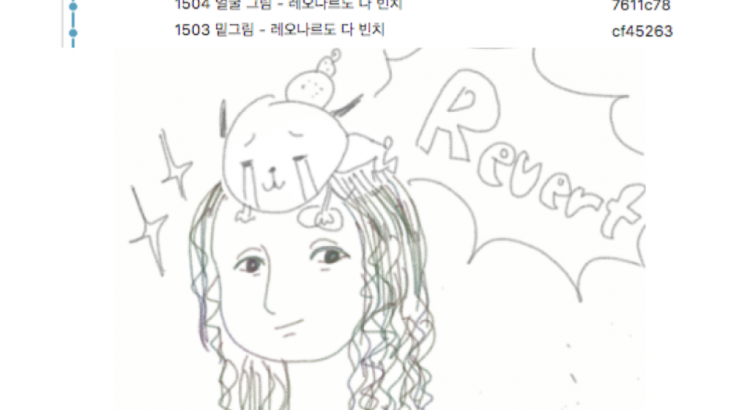 1504 얼굴 그림 - 레오나르도 다 빈치 7611c78
1503 밑그림 - 레오나르도 다 빈치 cf45263
Revert